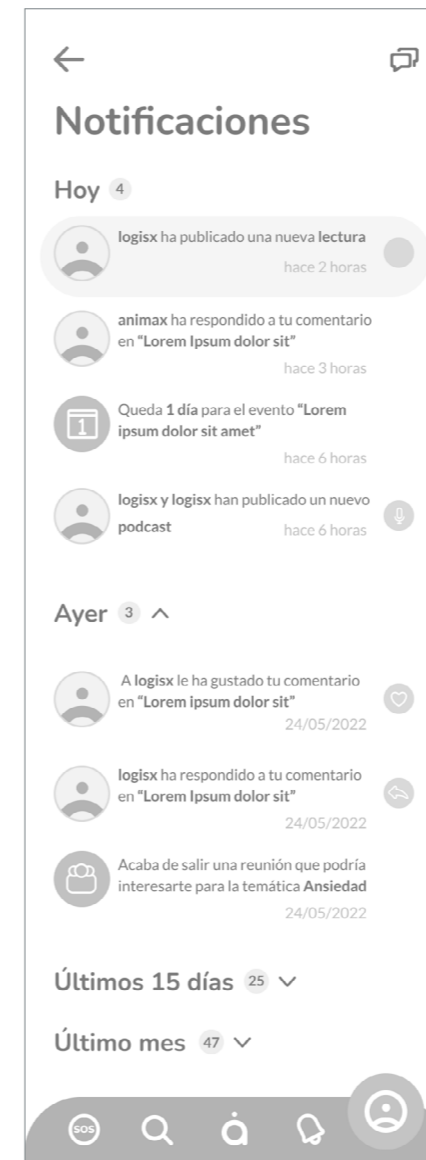 Notificaciones
Hoy 4
logisx ha publicado una nueva lectura
hace 2 horas
animax ha respondido a tu comentario
en “Lorem Ipsum dolor sit”
hace 3 horas
1
Queda 1 día para el evento “Lorem
ipsum dolor sit amet”
hace 6 horas
logisx y logisx han publicado un nuevo
podcast
hace 6 horas
Ayer 3
A logisx le ha gustado tu comentario
en “Lorem ipsum dolor sit”
24/05/2022
logisx ha respondido a tu comentario
en “Lorem Ipsum dolor sit”
24/05/2022
Acaba de salir una reunión que podría
interesarte para la temática Ansiedad
24/05/2022
Últimos 15 días 25
Último mes 47
SOS